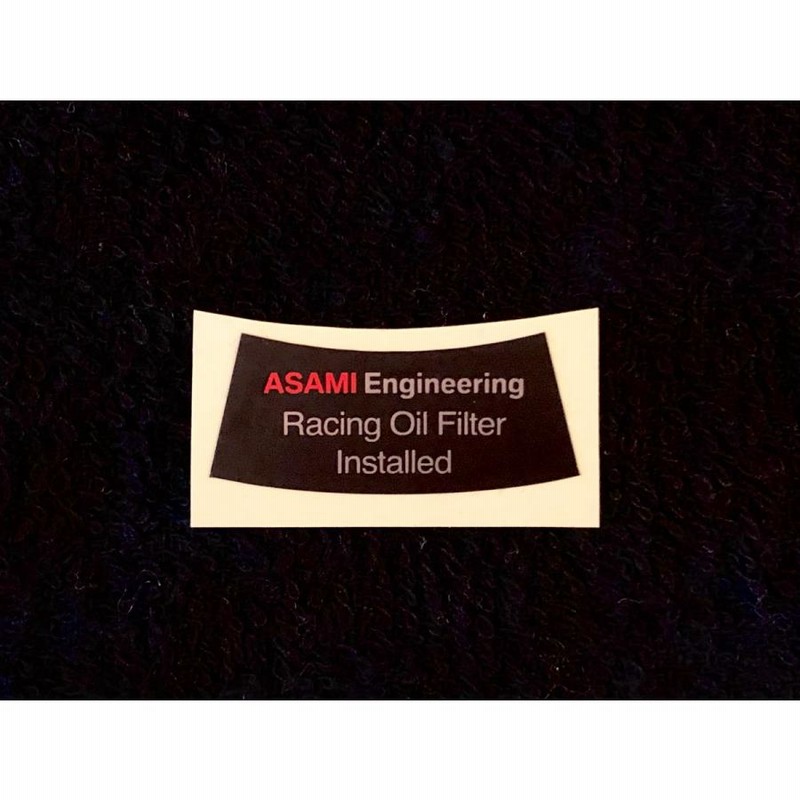 ASAMI Engineering
Racing Oil Filter
Installed